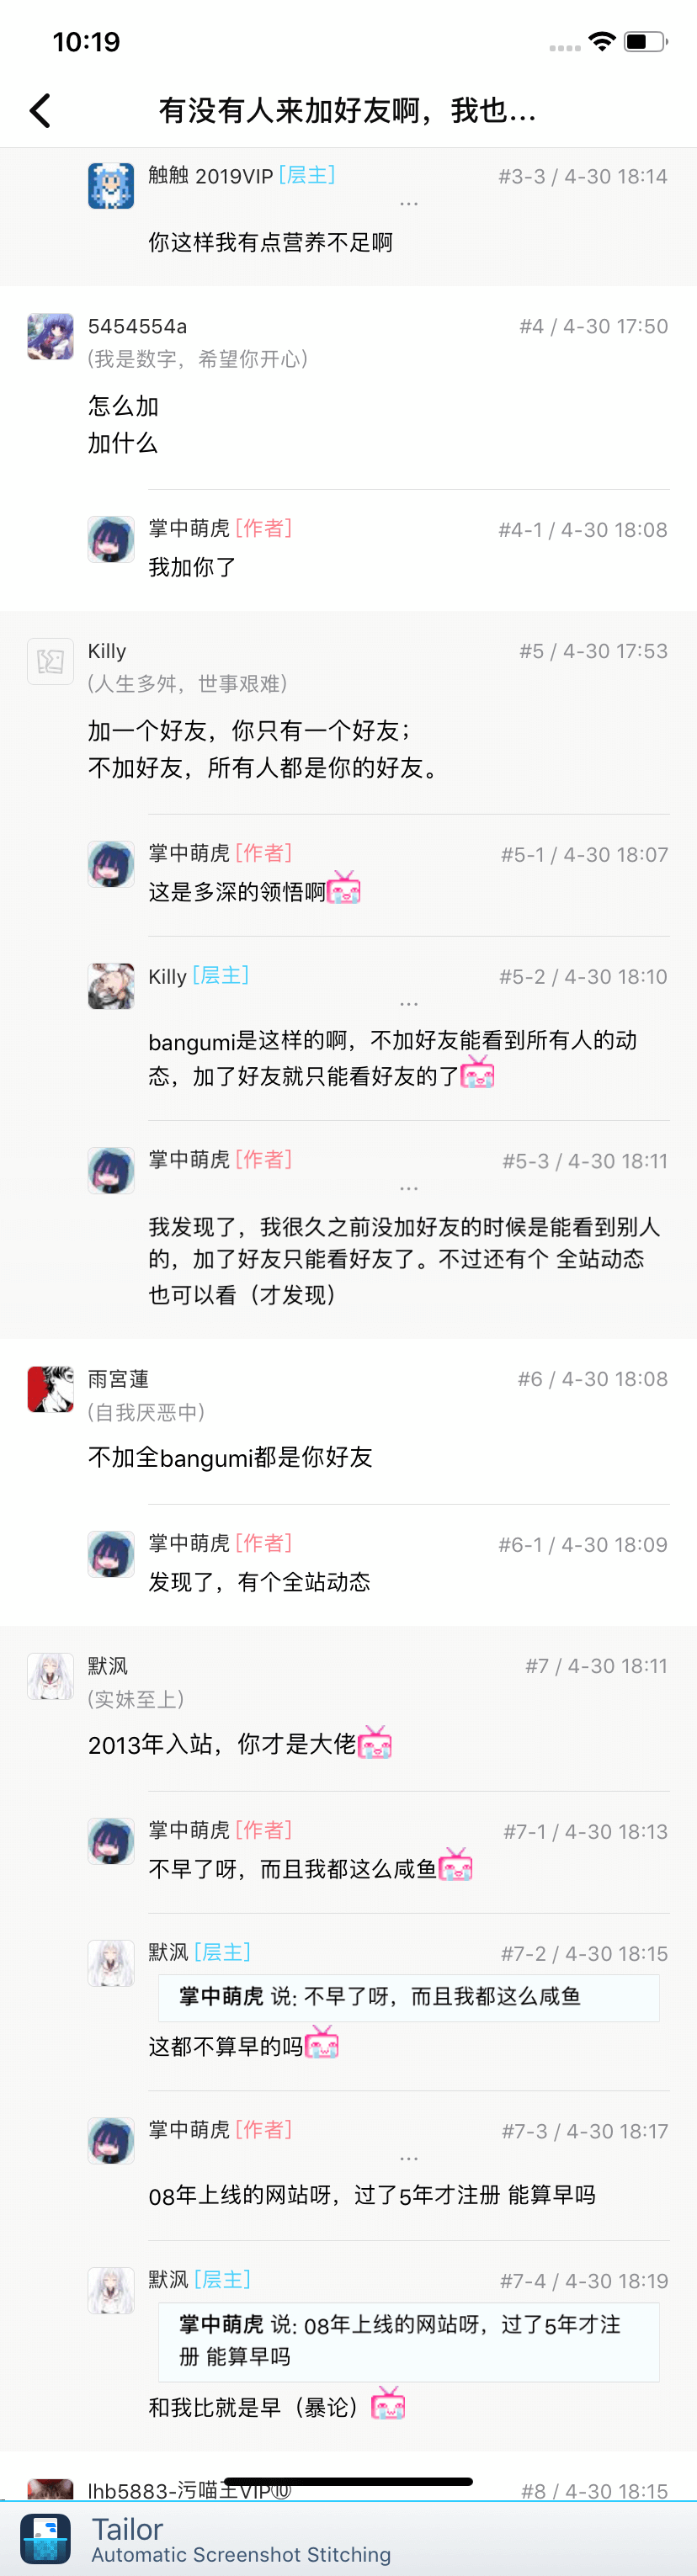 10:19
有没有人来加好友啊，我也...
触触 2019VIP [层主] #3-3 / 4-30 18:14
...
你这样我有点营养不足啊
5454554a #4 / 4-30 17:50
(我是数字，希望你开心)
怎么加
加什么
掌中萌虎 [作者] #4-1 / 4-30 18:08
我加你了
Killy #5 / 4-30 17:53
(人生多舛，世事艰难)
加一个好友，你只有一个好友；
不加好友，所有人都是你的好友。
掌中萌虎 [作者] #5-1 / 4-30 18:07
这是多深的领悟啊
Killy [层主] #5-2 / 4-30 18:10
...
bangumi是这样的啊，不加好友能看到所有人的动
态，加了好友就只能看好友的了
掌中萌虎 [作者] #5-3 / 4-30 18:11
...
我发现了，我很久之前没加好友的时候是能看到别人
的，加了好友只能看好友了。不过还有个 全站动态
也可以看（才发现）
雨宮蓮 #6 / 4-30 18:08
(自我厌恶中)
不加全bangumi都是你好友
掌中萌虎 [作者] #6-1 / 4-30 18:09
发现了，有个全站动态
默沨 #7 / 4-30 18:11
(实妹至上)
2013年入站，你才是大佬
掌中萌虎 [作者] #7-1 / 4-30 18:13
不早了呀，而且我都这么咸鱼
默沨 [层主] #7-2 / 4-30 18:15
掌中萌虎 说: 不早了呀，而且我都这么咸鱼
这都不算早的吗
掌中萌虎 [作者] #7-3 / 4-30 18:17
...
08年上线的网站呀，过了5年才注册 能算早吗
默沨 [层主] #7-4 / 4-30 18:19
掌中萌虎 说: 08年上线的网站呀，过了5年才注
册 能算早吗
和我比就是早（暴论）
lhb5883-污喵王VIP⑩ #8 / 4-30 18:15
Tailor
Automatic Screenshot Stitching